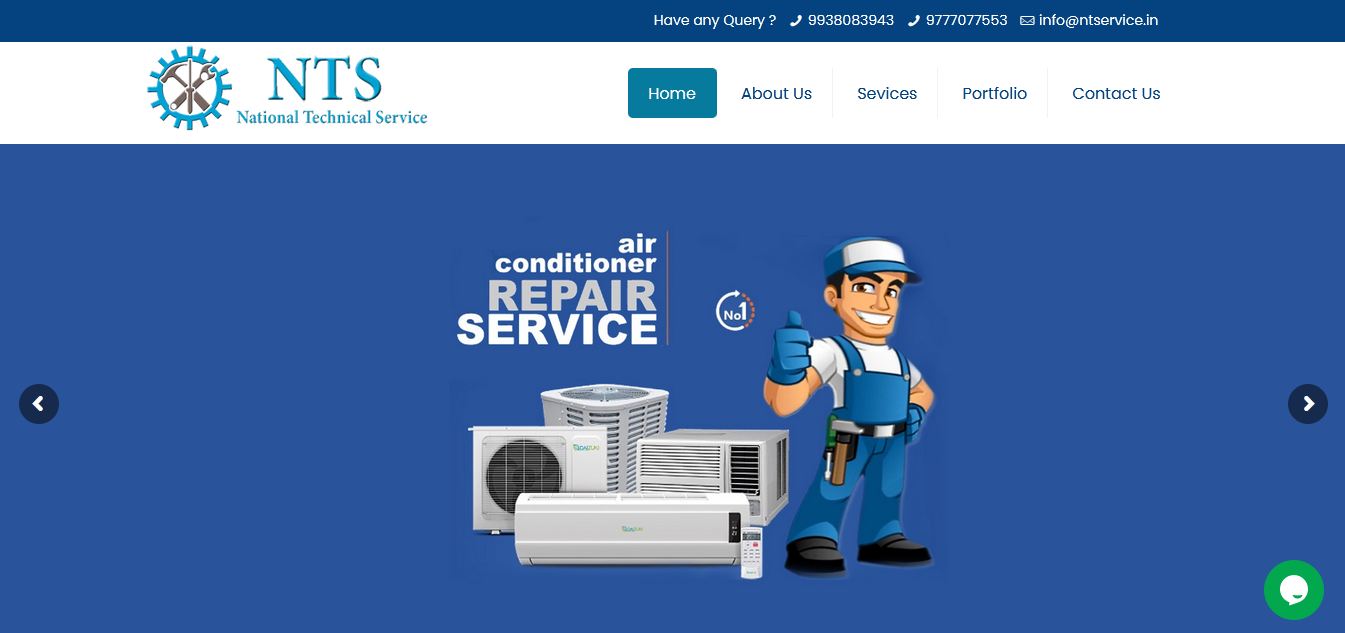 Have any Query ? 9938083943 9777077553 info@ntservice.in
NTS
National Technical Service
Home About Us Sevices Portfolio Contact Us
air
conditioner
REPAIR
SERVICE
No1